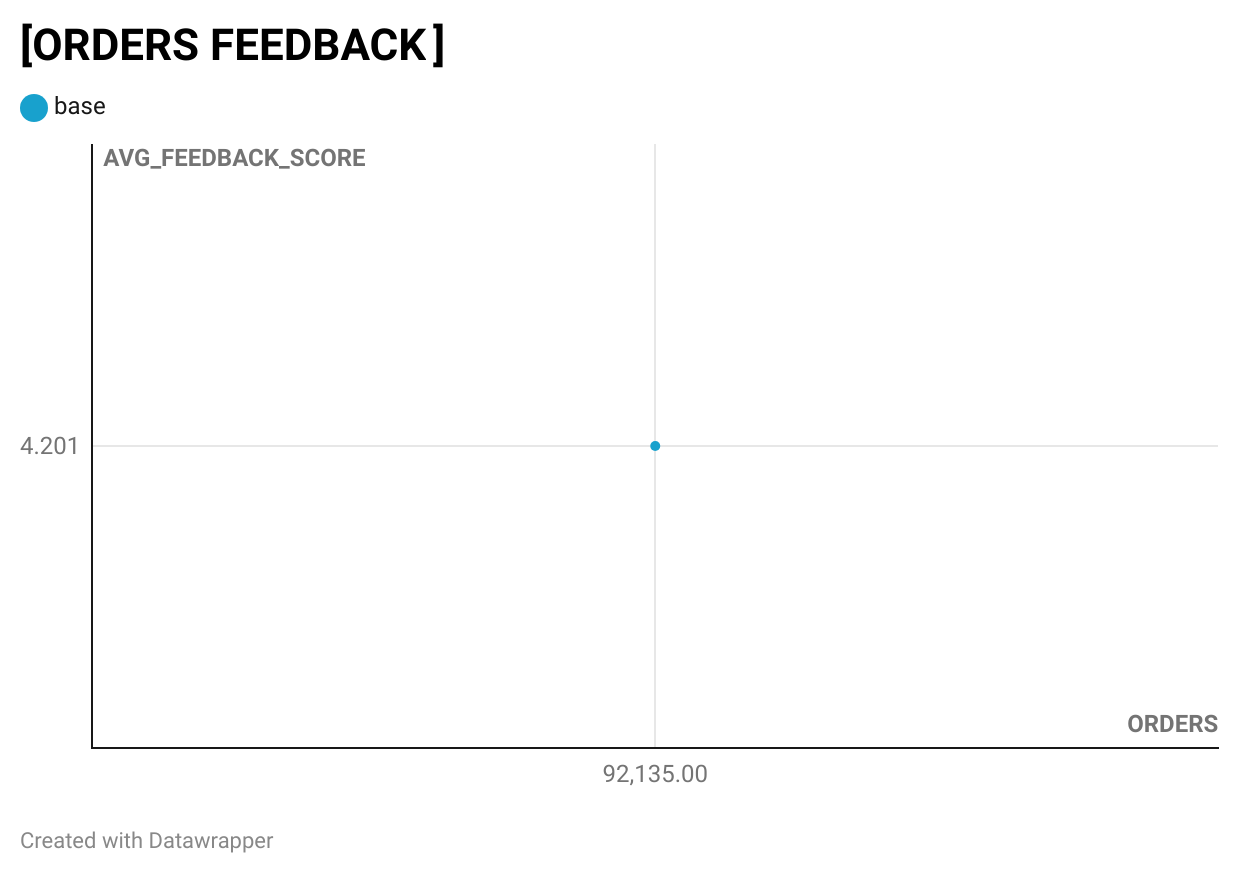 [ORDERS FEEDBACK]
base
AVG_FEEDBACK_SCORE
4.201
ORDERS
92,135.00
Created with Datawrapper